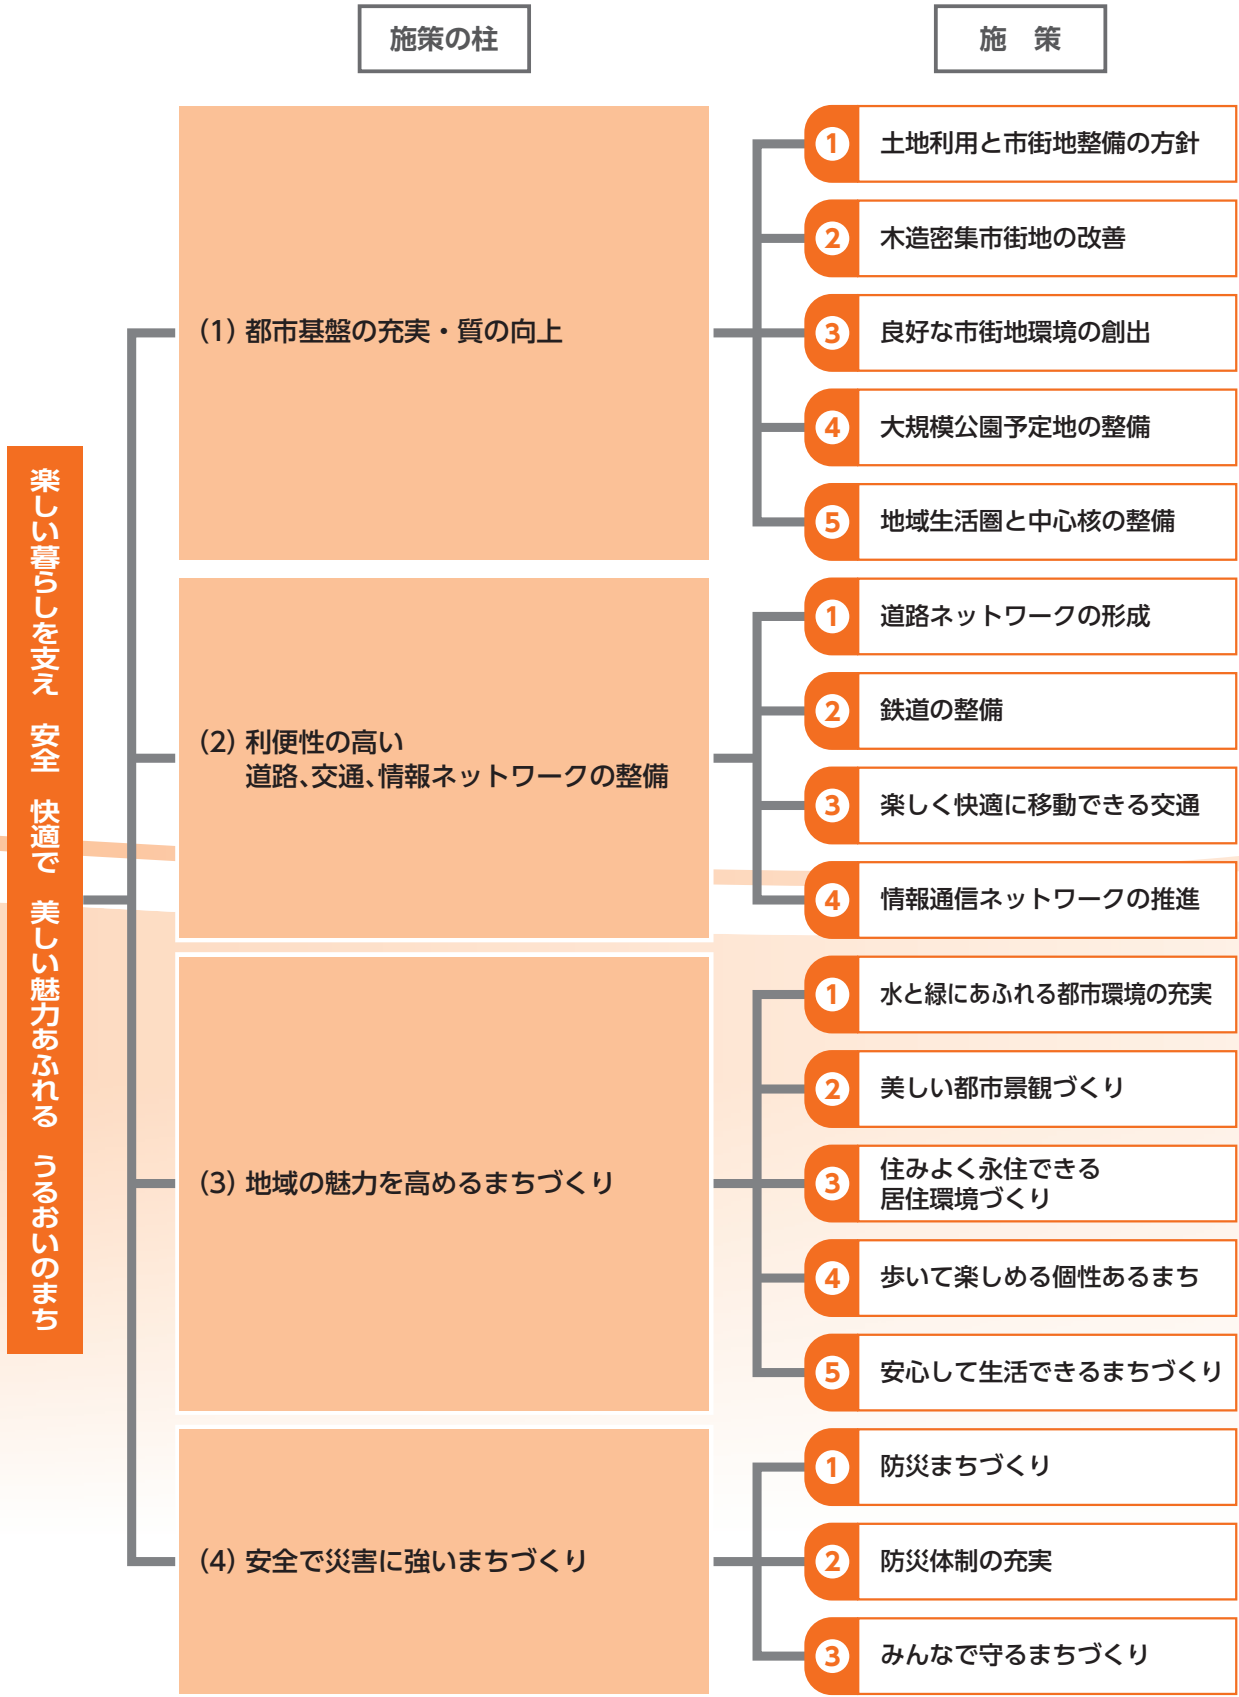 施策の柱
施 策
楽しい暮らしを支え 安全 快適で 美しい魅力あふれる うるおいのまち
(1) 都市基盤の充実・質の向上
1 土地利用と市街地整備の方針
2 木造密集市街地の改善
3 良好な市街地環境の創出
4 大規模公園予定地の整備
5 地域生活圏と中心核の整備
(2) 利便性の高い
道路、交通、情報ネットワークの整備
1 道路ネットワークの形成
2 鉄道の整備
3 楽しく快適に移動できる交通
4 情報通信ネットワークの推進
(3) 地域の魅力を高めるまちづくり
1 水と緑にあふれる都市環境の充実
2 美しい都市景観づくり
3 住みよく永住できる
居住環境づくり
4 歩いて楽しめる個性あるまち
5 安心して生活できるまちづくり
(4) 安全で災害に強いまちづくり
1 防災まちづくり
2 防災体制の充実
3 みんなで守るまちづくり